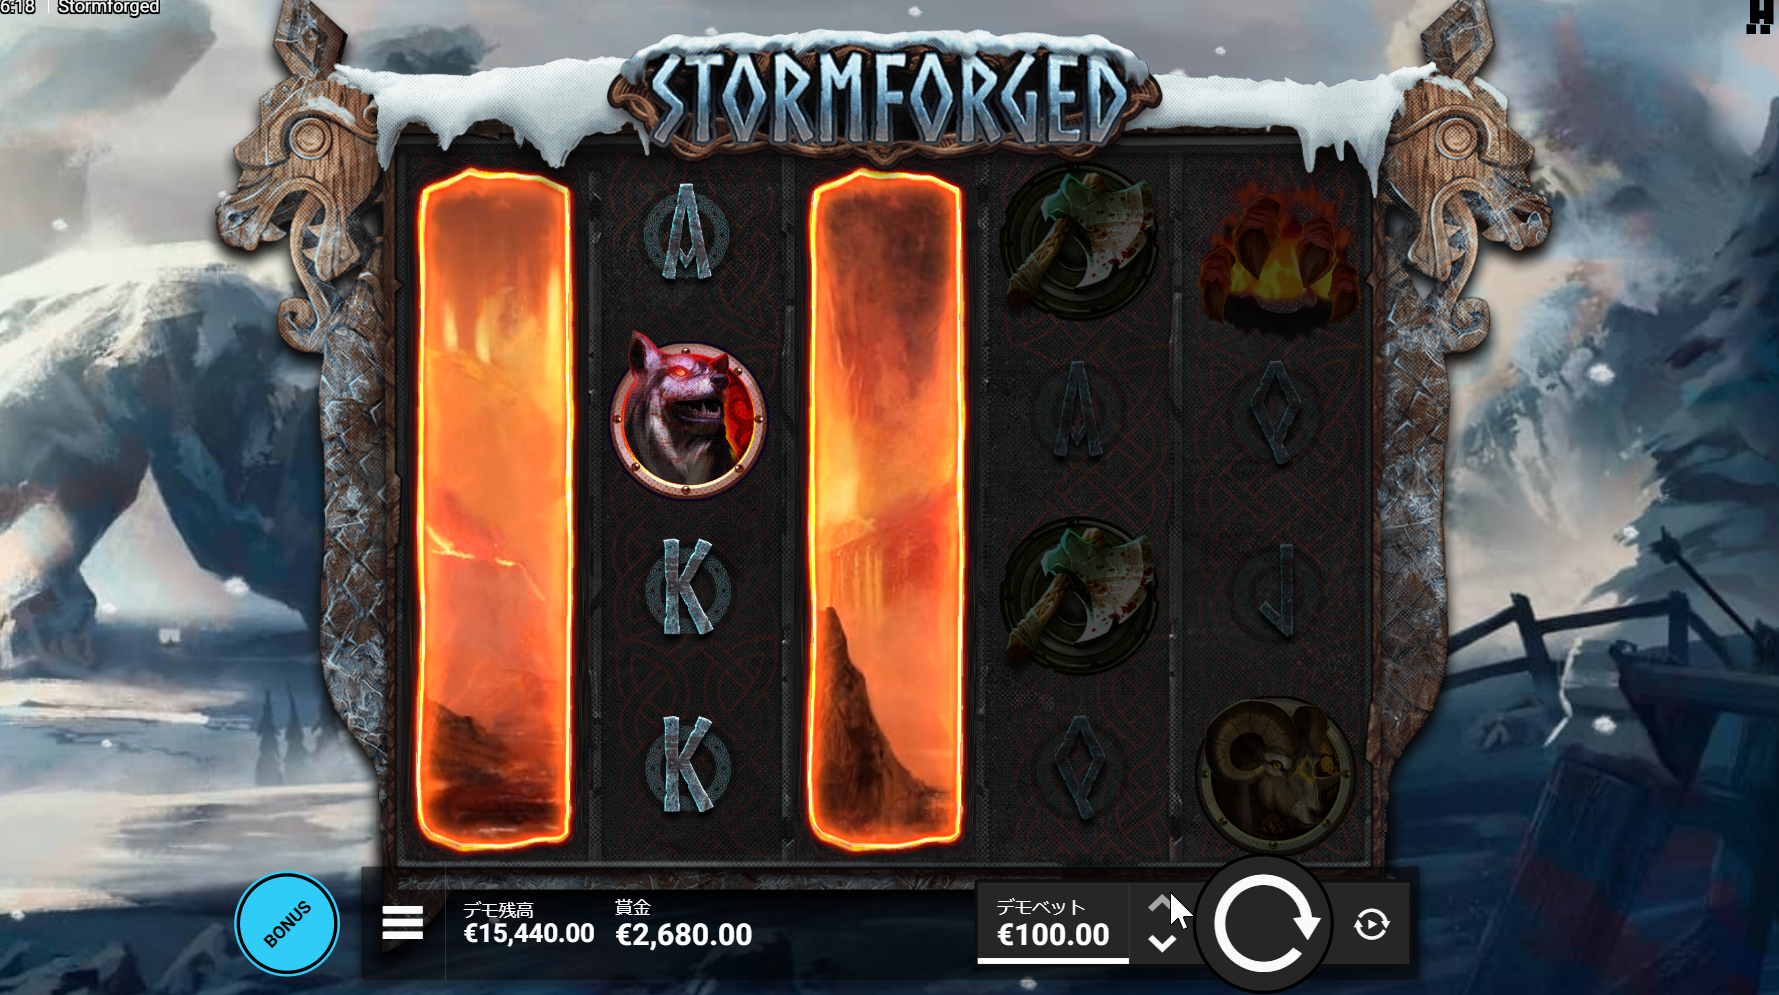 6:18 Stormforged
STORMFORGED
A
K
A
Q
K
J
K
Q
BONUS
デモ残高
€15,440.00
賞金
€2,680.00
デモベット
€100.00